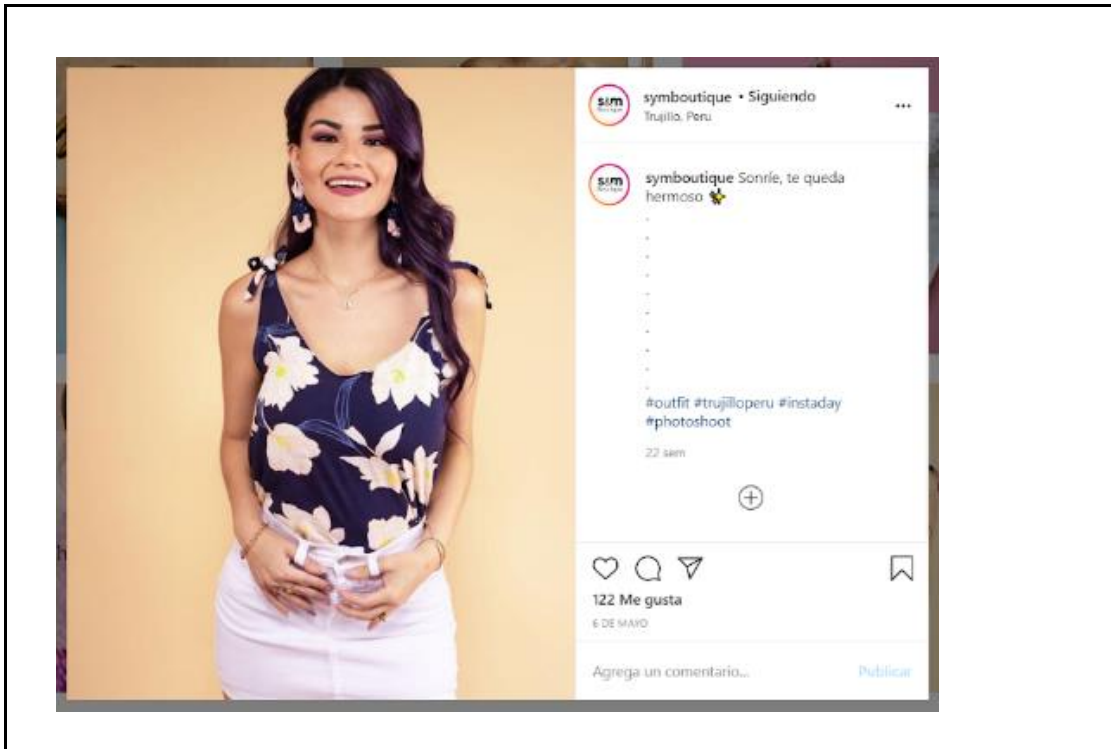 symboutique • Siguiendo
Trujillo, Peru
symboutique Sonríe, te queda
hermoso
#outfit #trujilloperu #instaday
#photoshoot
22 sem
122 Me gusta
6 DE MAYO
Agrega un comentario...
Publicar